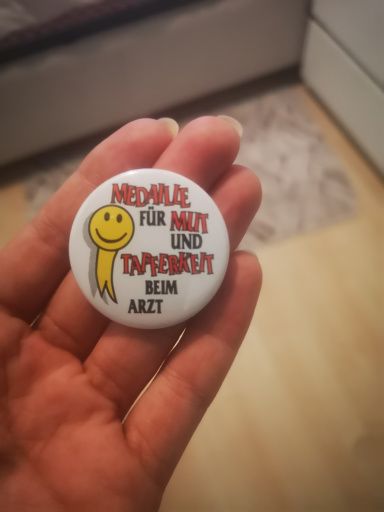 MEDAILLE
FÜR MUT
UND
TAPFERKEIT
BEIM
ARZT